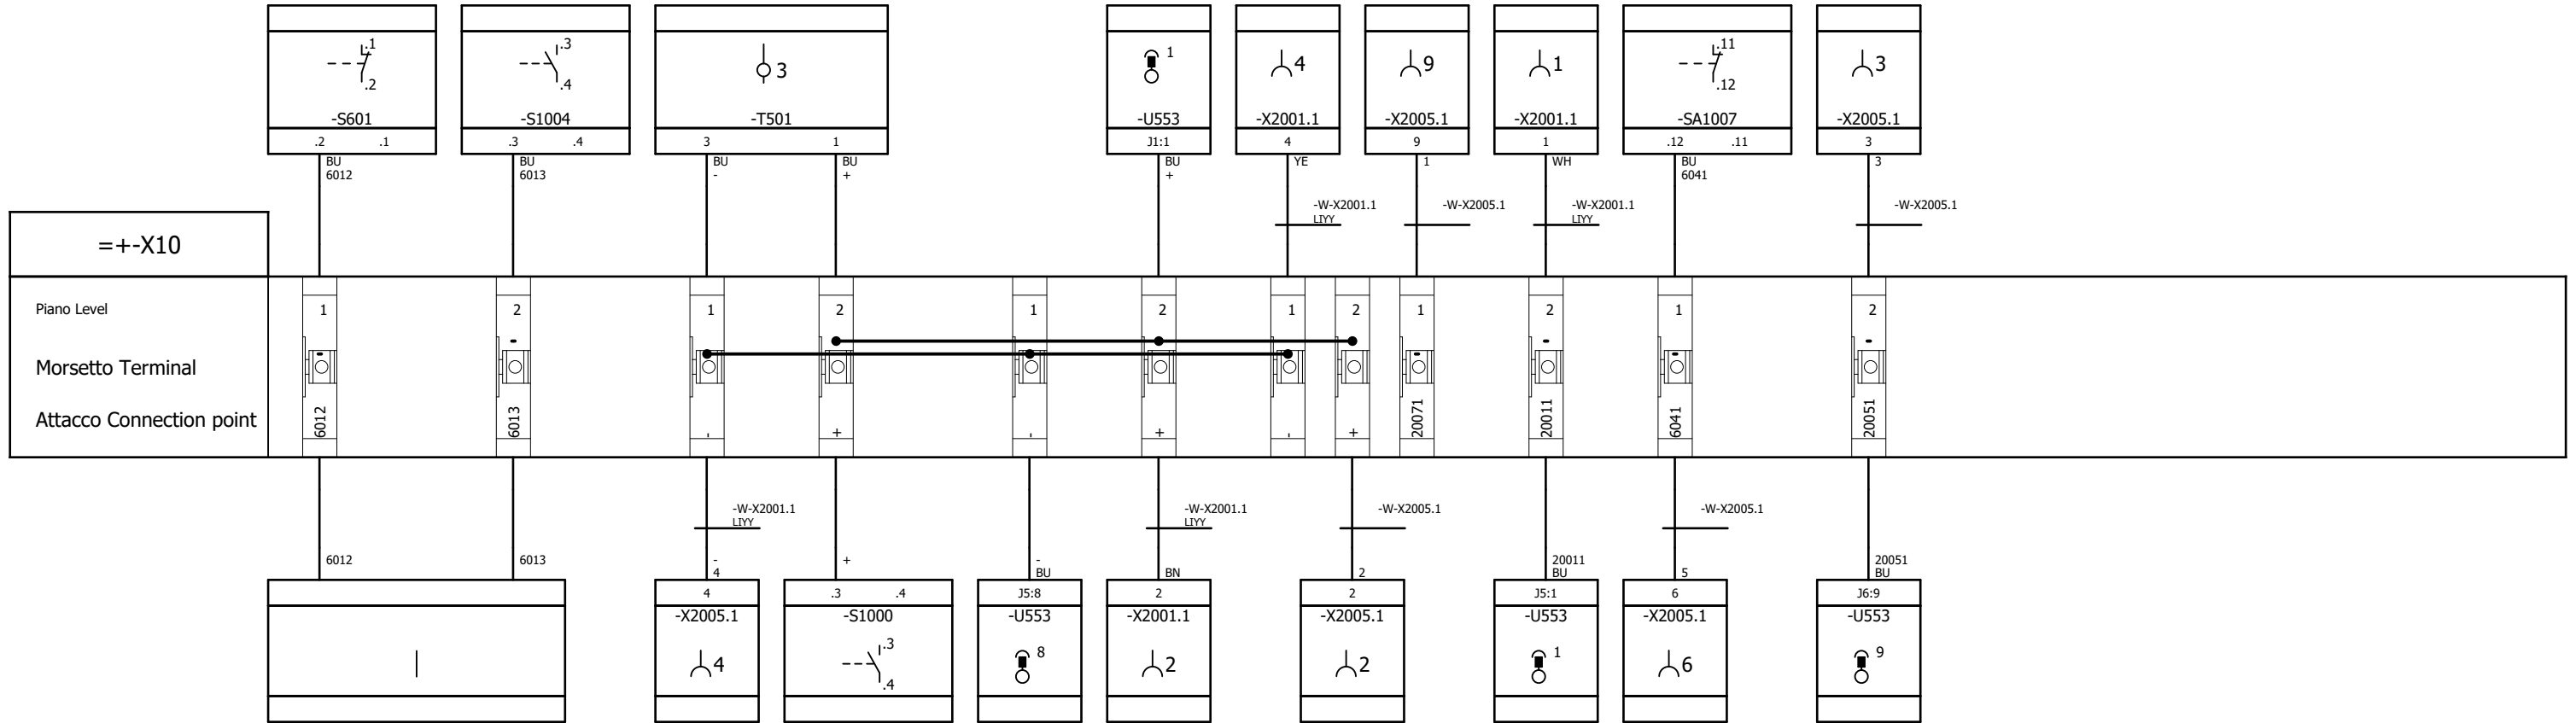 .1
.2
-S601
.2 .1
BU
6012
.3
.4
-S1004
.3 .4
BU
6013
3
-T501
3 1
BU
-
BU
+
1
-U553
J1:1
BU
+
4
-X2001.1
4
YE
-W-X2001.1
LIYY
9
-X2005.1
9
1
-W-X2005.1
1
-X2001.1
1
WH
-W-X2001.1
LIYY
.11
.12
-SA1007
.12 .11
BU
6041
3
-X2005.1
3
3
-W-X2005.1
=+-X10
Piano Level
1 2 1 2 1 2 1 2 1 2 1 2
Morsetto Terminal
Attacco Connection point
6012 6013 - + - + - + 20071 20011 6041 20051
6012
6013
-W-X2001.1
LIYY
-
4
4
-X2005.1
4
+
.3 .4
-S1000
.3
.4
-
BU
J5:8
-U553
8
-W-X2001.1
LIYY
BN
2
-X2001.1
2
-W-X2005.1
2
2
-X2005.1
2
20011
BU
J5:1
-U553
1
-W-X2005.1
5
6
-X2005.1
6
20051
BU
J6:9
-U553
9